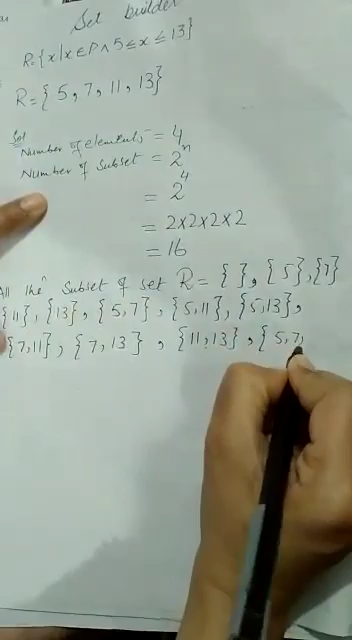 Set builder
R={x|x∈P∧5≤x≤13}
R={5,7,11,13}
Sol
Number of elements = 4
Number of Subset = 2ⁿ
= 2⁴
= 2×2×2×2
= 16
All the Subset of set R= { }, {5},{7}
{11},{13}, {5,7}, {5,11}, {5,13},
{7,11}, {7,13}, {11,13}, {5,7,